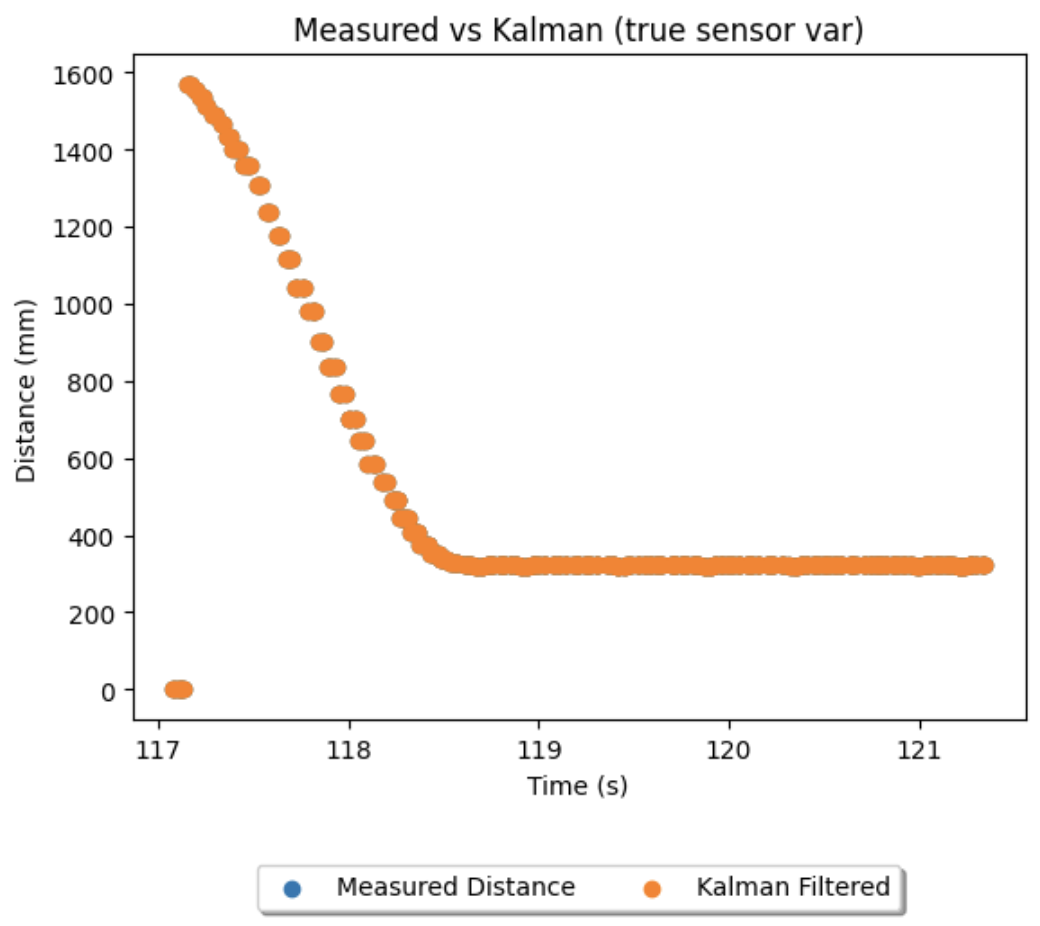 Measured vs Kalman (true sensor var)
1600
1400
1200
1000
800
600
400
200
0
Distance (mm)
117 118 119 120 121
Time (s)
Measured Distance Kalman Filtered